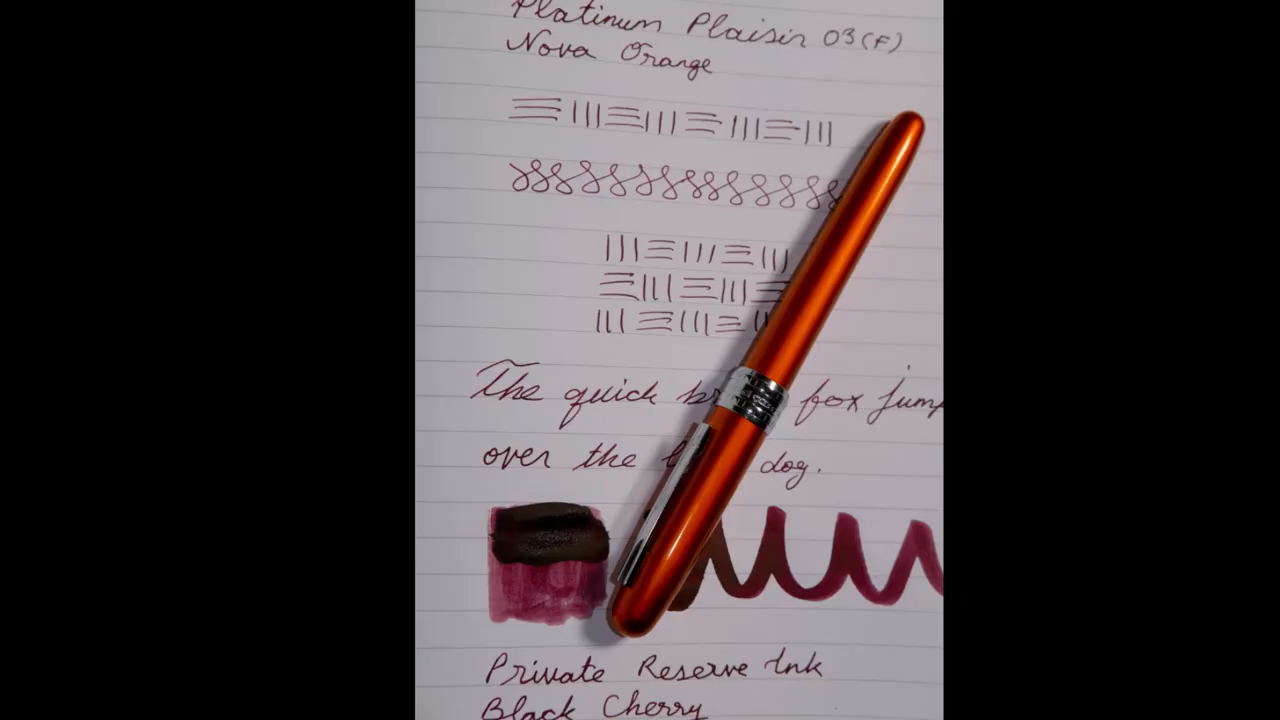 Platinum Plaisir 03(F)
Nova Orange
The quick fox jump
over the dog.
Private Reserve Ink
Black Cherry